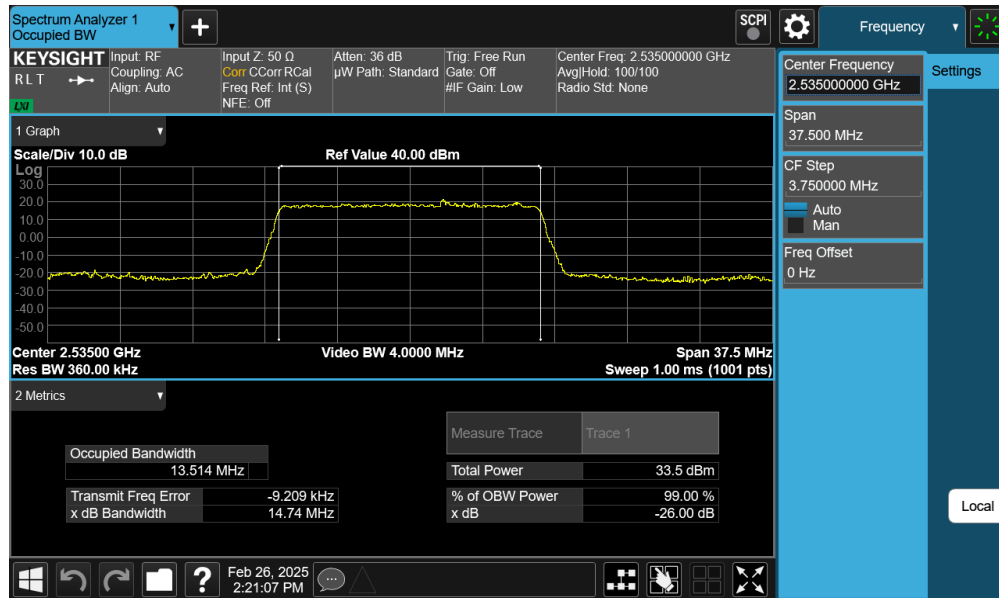 Spectrum Analyzer 1
Occupied BW
+
SCPI
Frequency
KEYSIGHT
RLT
LXI
Input: RF
Coupling: AC
Align: Auto
Input Z: 50 Ω
Corr CCorr RCal
Freq Ref: Int (S)
NFE: Off
Atten: 36 dB
µW Path: Standard
Trig: Free Run
Gate: Off
#IF Gain: Low
Center Freq: 2.535000000 GHz
Avg|Hold: 100/100
Radio Std: None
Center Frequency
2.535000000 GHz
Settings
Span
37.500 MHz
CF Step
3.750000 MHz
Auto
Man
Freq Offset
0 Hz
Local
1 Graph
Scale/Div 10.0 dB
Ref Value 40.00 dBm
Log
30.0
20.0
10.0
0.00
-10.0
-20.0
-30.0
-40.0
-50.0
Center 2.53500 GHz
Video BW 4.0000 MHz
Span 37.5 MHz
Res BW 360.00 kHz
Sweep 1.00 ms (1001 pts)
2 Metrics
Measure Trace
Trace 1
Occupied Bandwidth
13.514 MHz
Total Power
33.5 dBm
Transmit Freq Error
-9.209 kHz
% of OBW Power
99.00 %
x dB Bandwidth
14.74 MHz
x dB
-26.00 dB
?
Feb 26, 2025
2:21:07 PM